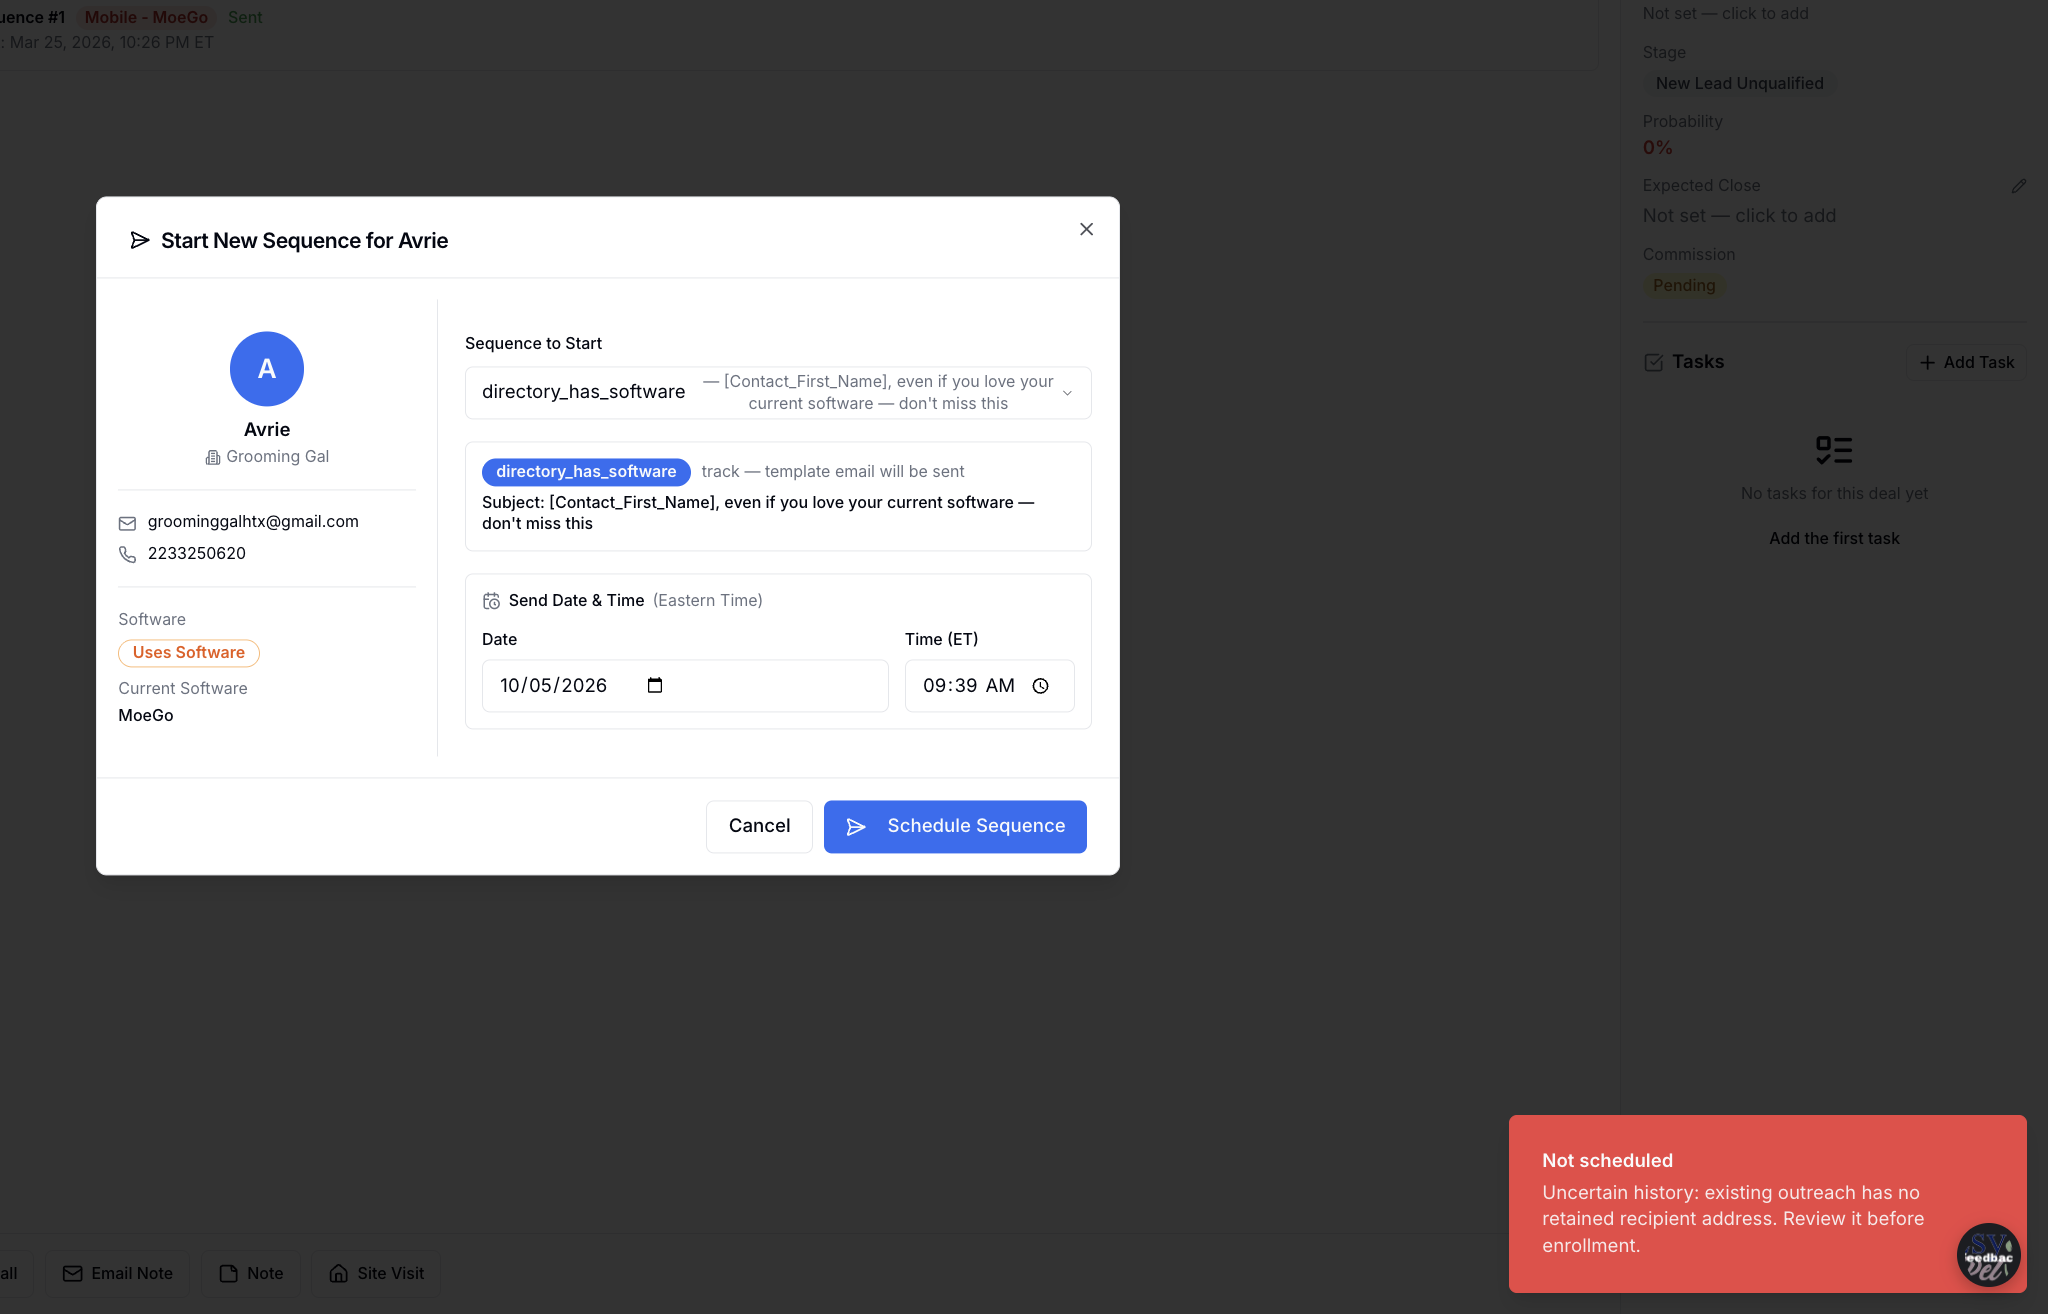 uence #1 Mobile - MoeGo Sent
: Mar 25, 2026, 10:26 PM ET
Not set — click to add
Stage
New Lead Unqualified
Probability
0%
Expected Close
Not set — click to add
Commission
Pending
Tasks
Add Task
No tasks for this deal yet
Add the first task
Start New Sequence for Avrie
A
Avrie
Grooming Gal
groominggalhtx@gmail.com
2233250620
Software
Uses Software
Current Software
MoeGo
Sequence to Start
directory_has_software — [Contact_First_Name], even if you love your
current software — don't miss this
directory_has_software track — template email will be sent
Subject: [Contact_First_Name], even if you love your current software —
don't miss this
Send Date & Time (Eastern Time)
Date Time (ET)
10/05/2026 09:39 AM
Cancel Schedule Sequence
Not scheduled
Uncertain history: existing outreach has no
retained recipient address. Review it before
enrollment.
all Email Note Note Site Visit